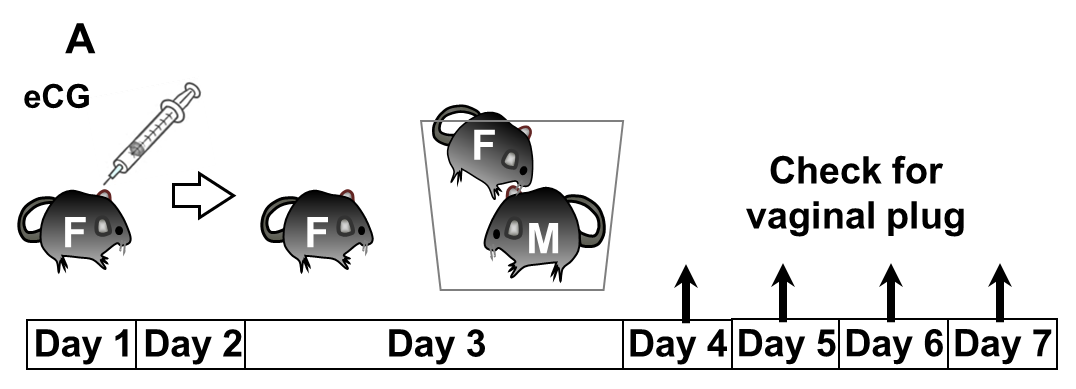 A
eCG
F
F
F
M
Check for
vaginal plug
Day 1
Day 2
Day 3
Day 4
Day 5
Day 6
Day 7